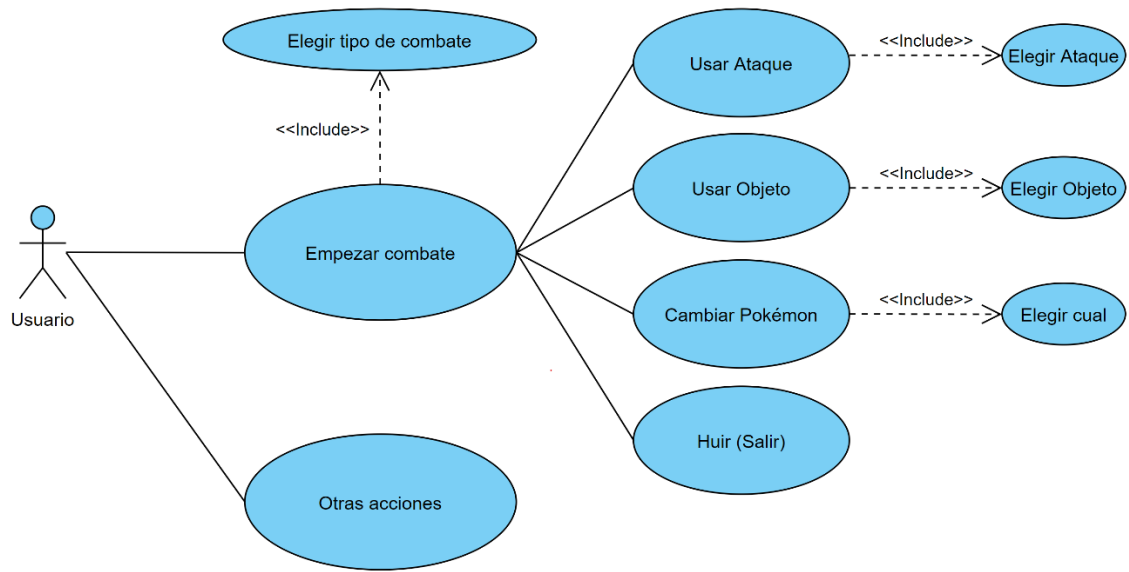 Elegir tipo de combate
<<Include>>
Usuario
Empezar combate
Otras acciones
Usar Ataque
<<Include>>
Elegir Ataque
Usar Objeto
<<Include>>
Elegir Objeto
Cambiar Pokémon
<<Include>>
Elegir cual
Huir (Salir)